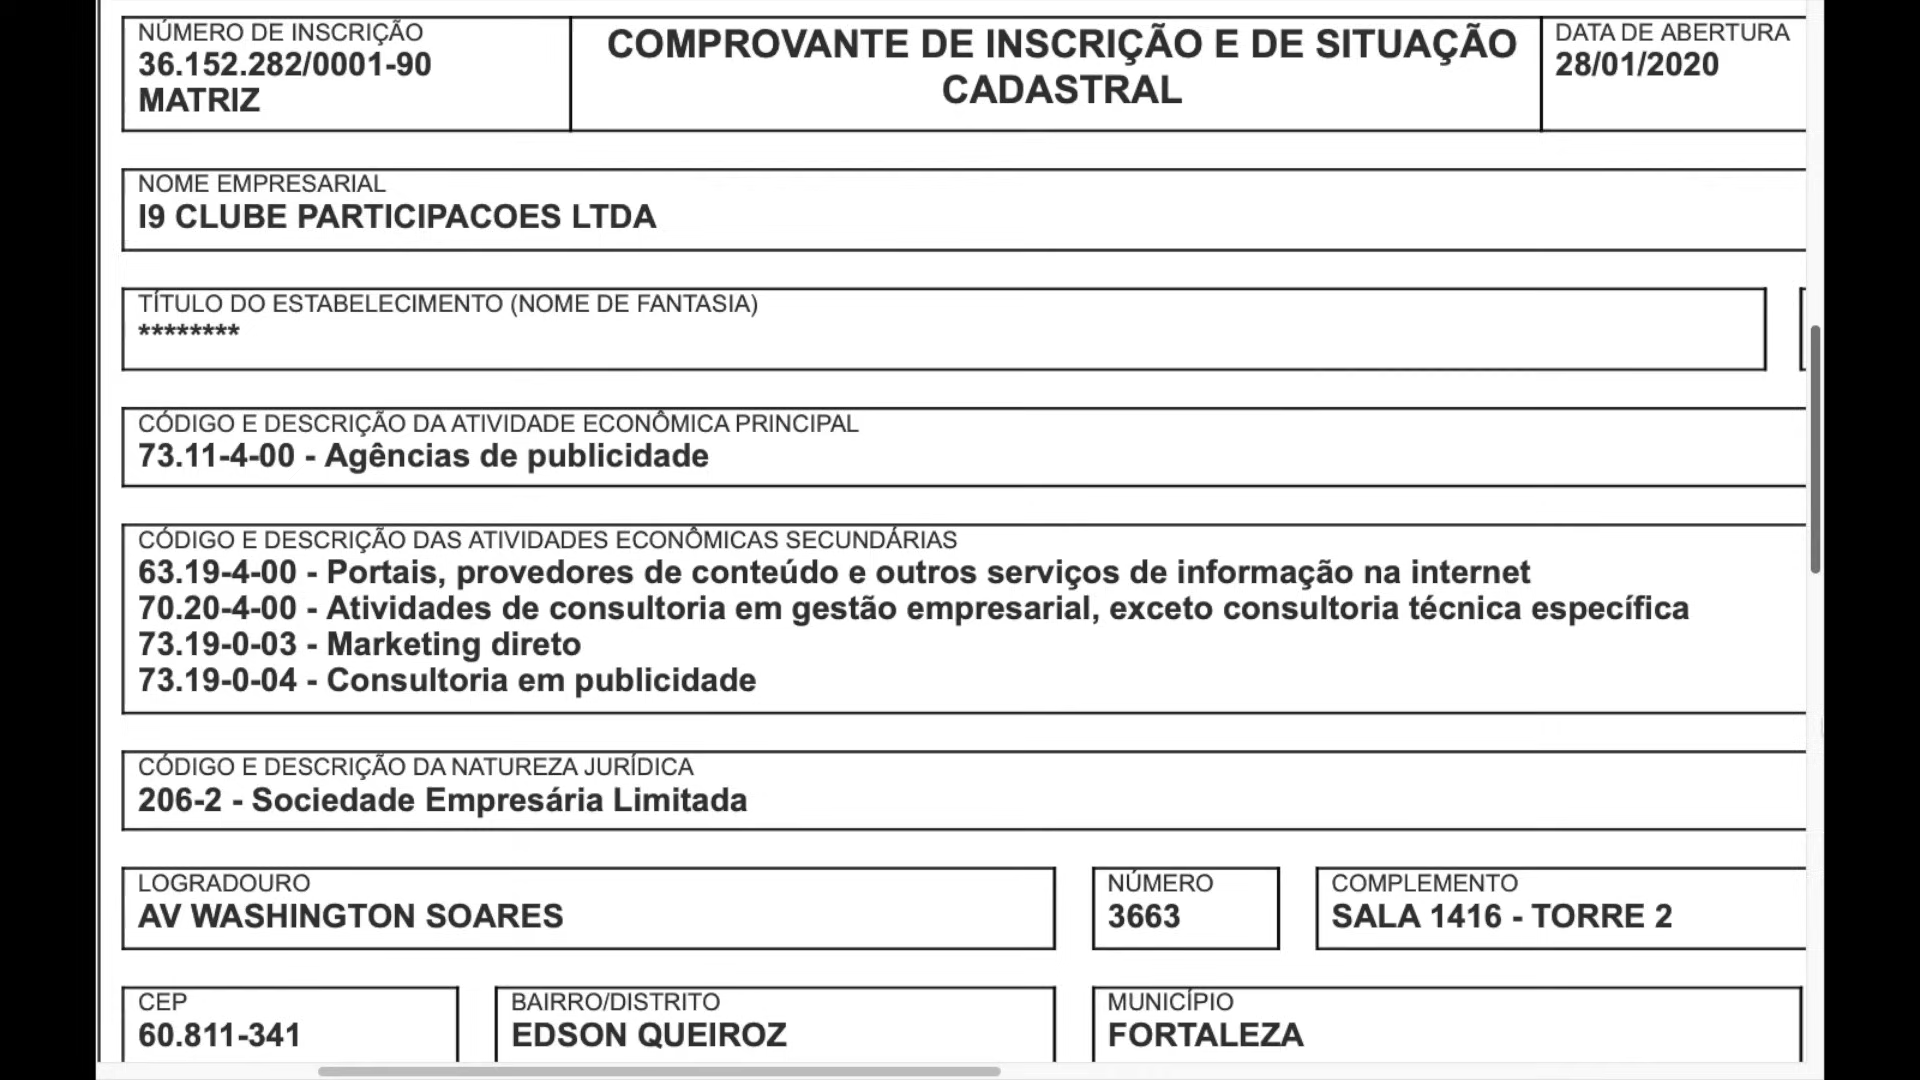 NÚMERO DE INSCRIÇÃO
36.152.282/0001-90
MATRIZ
COMPROVANTE DE INSCRIÇÃO E DE SITUAÇÃO
CADASTRAL
DATA DE ABERTURA
28/01/2020
NOME EMPRESARIAL
I9 CLUBE PARTICIPACOES LTDA
TÍTULO DO ESTABELECIMENTO (NOME DE FANTASIA)
********
CÓDIGO E DESCRIÇÃO DA ATIVIDADE ECONÔMICA PRINCIPAL
73.11-4-00 - Agências de publicidade
CÓDIGO E DESCRIÇÃO DAS ATIVIDADES ECONÔMICAS SECUNDÁRIAS
63.19-4-00 - Portais, provedores de conteúdo e outros serviços de informação na internet
70.20-4-00 - Atividades de consultoria em gestão empresarial, exceto consultoria técnica específica
73.19-0-03 - Marketing direto
73.19-0-04 - Consultoria em publicidade
CÓDIGO E DESCRIÇÃO DA NATUREZA JURÍDICA
206-2 - Sociedade Empresária Limitada
LOGRADOURO
AV WASHINGTON SOARES
NÚMERO
3663
COMPLEMENTO
SALA 1416 - TORRE 2
CEP
60.811-341
BAIRRO/DISTRITO
EDSON QUEIROZ
MUNICÍPIO
FORTALEZA